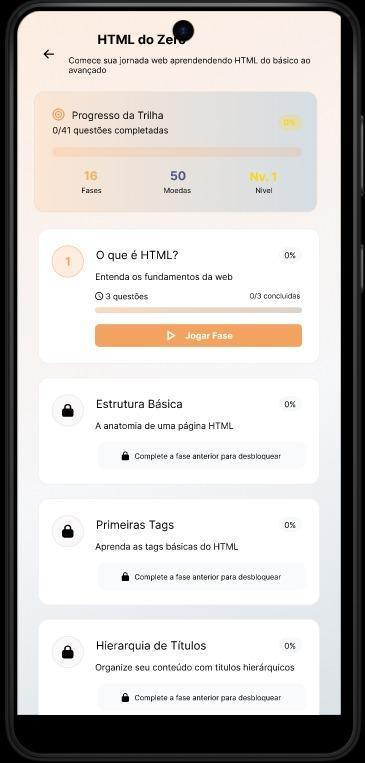 HTML do Zero
Comece sua jornada web aprendendendo HTML do básico ao
avançado
Progresso da Trilha
0%
0/41 questões completadas
16
50
Nv. 1
Fases
Moedas
Nível
1
O que é HTML?
0%
Entenda os fundamentos da web
3 questões
0/3 concluídas
Jogar Fase
Estrutura Básica
0%
A anatomia de uma página HTML
Complete a fase anterior para desbloquear
Primeiras Tags
0%
Aprenda as tags básicas do HTML
Complete a fase anterior para desbloquear
Hierarquia de Títulos
0%
Organize seu conteúdo com títulos hierárquicos
Complete a fase anterior para desbloquear